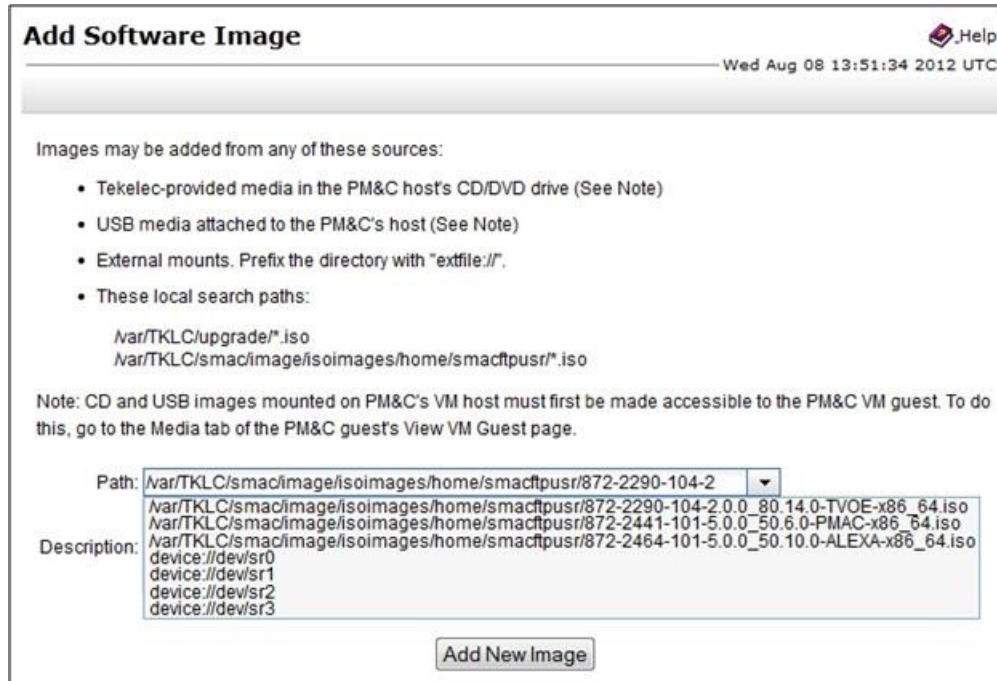 Add Software Image
Help
Wed Aug 08 13:51:34 2012 UTC
Images may be added from any of these sources:
• Tekelec-provided media in the PM&C host's CD/DVD drive (See Note)
• USB media attached to the PM&C's host (See Note)
• External mounts. Prefix the directory with "extfile://".
• These local search paths:
/var/TKLC/upgrade/*.iso
/var/TKLC/smac/image/isoimages/home/smacftpusr/*.iso
Note: CD and USB images mounted on PM&C's VM host must first be made accessible to the PM&C VM guest. To do
this, go to the Media tab of the PM&C guest's View VM Guest page.
Path: /var/TKLC/smac/image/isoimages/home/smacftpusr/872-2290-104-2
/var/TKLC/smac/image/isoimages/home/smacftpusr/872-2290-104-2.0.0_80.14.0-TVOE-x86_64.iso
/var/TKLC/smac/image/isoimages/home/smacftpusr/872-2441-101-5.0.0_50.6.0-PMAC-x86_64.iso
Description: /var/TKLC/smac/image/isoimages/home/smacftpusr/872-2464-101-5.0.0_50.10.0-ALEXA-x86_64.iso
device://dev/sr0
device://dev/sr1
device://dev/sr2
device://dev/sr3
Add New Image